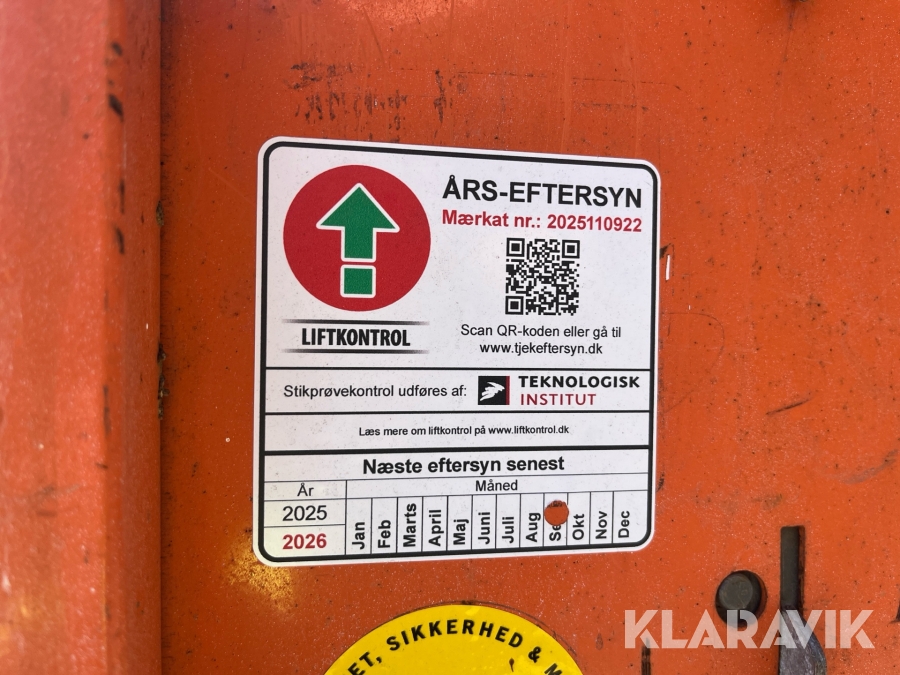 ÅRS-EFTERSYN
Mærkat nr.: 2025110922
LIFTKONTROL
Scan QR-koden eller gå til
www.tjekeftersyn.dk
Stikprøvekontrol udføres af:
TEKNOLOGISK
INSTITUT
Læs mere om liftkontrol på www.liftkontrol.dk
Næste eftersyn senest
År
Måned
2025
2026
Jan
Feb
Marts
April
Maj
Juni
Juli
Aug
Okt
Nov
Dec
SIKKERHED &
KLARAVIK